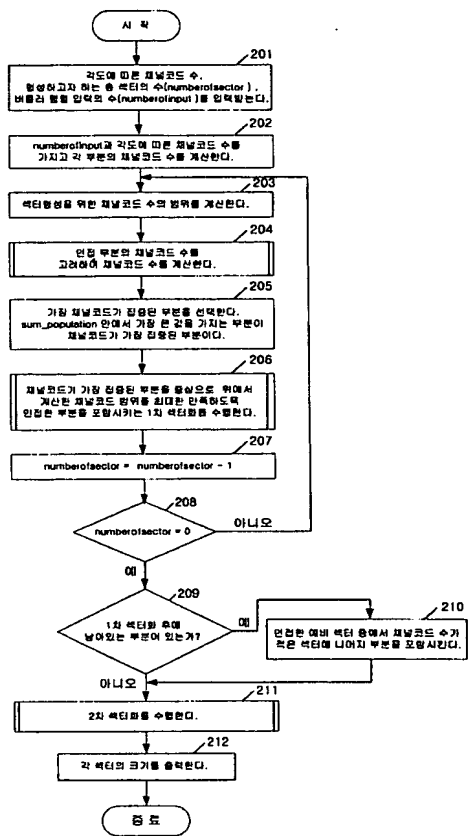 시 작
201
각도에 따른 채널코드 수,
형성하고자 하는 총 섹터의 수(numberofsector),
버틀러 행렬 입력의 수(numberofinput)를 입력받는다.
202
numberofinput과 각도에 따른 채널코드 수를
가지고 각 부분의 채널코드 수를 계산한다.
203
섹터형성을 위한 채널코드 수의 범위를 계산한다.
204
인접 부분의 채널코드 수를
고려하여 채널코드 수를 계산한다.
205
가장 채널코드가 집중된 부분을 선택한다.
sum_population 안에서 가장 큰 값을 가지는 부분이
채널코드가 가장 집중된 부분이다.
206
채널코드가 가장 집중된 부분을 중심으로 위에서
계산한 채널코드 범위를 최대한 만족하도록
인접한 부분을 포함시키는 1차 섹터화를 수행한다.
207
numberofsector = numberofsector - 1
208
numberofsector = 0
아니오
예
209
1차 섹터화 후에
남아있는 부분이 있는가?
예
210
인접한 예비 섹터 중에서 채널코드 수가
적은 섹터에 나머지 부분을 포함시킨다.
아니오
211
2차 섹터화를 수행한다.
212
각 섹터의 크기를 출력한다.
종 료